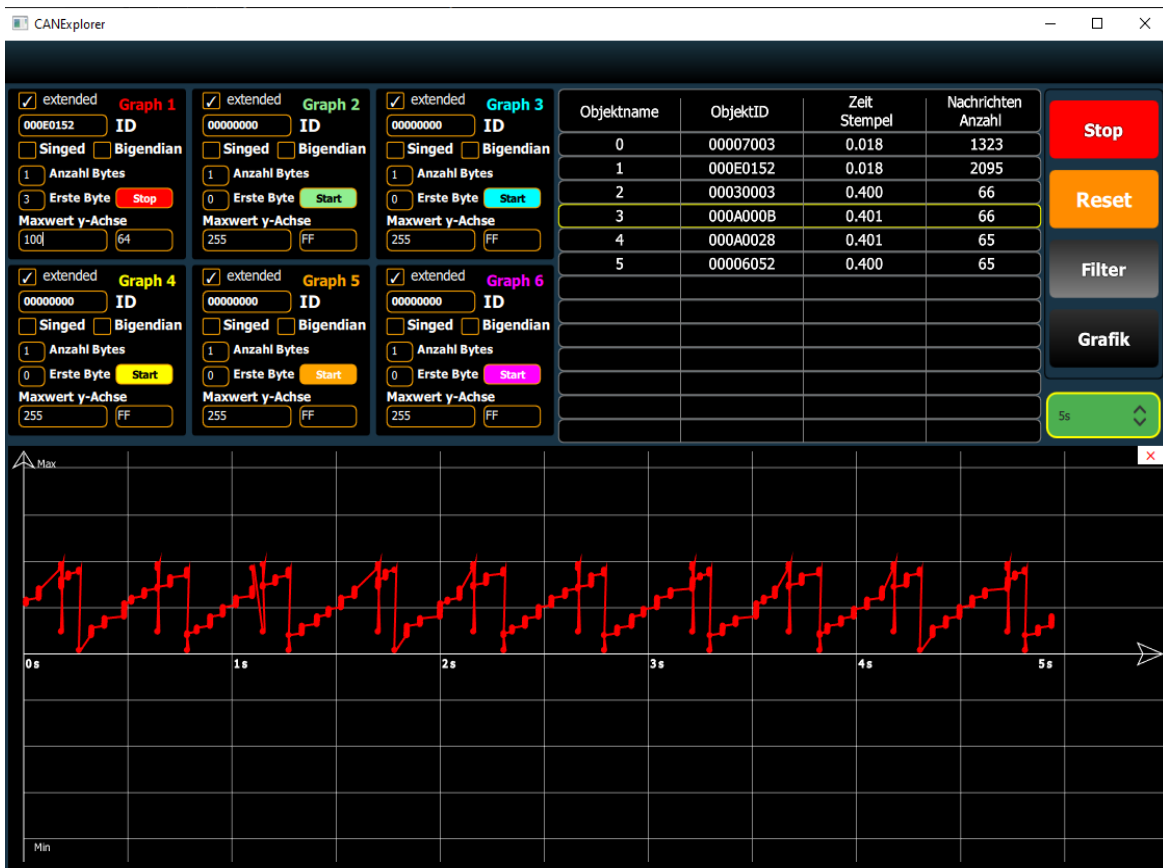 CANExplorer
extended Graph 1
000E0152 ID
Singed Bigendian
1 Anzahl Bytes
3 Erste Byte Stop
Maxwert y-Achse
100 64
extended Graph 2
00000000 ID
Singed Bigendian
1 Anzahl Bytes
0 Erste Byte Start
Maxwert y-Achse
255 FF
extended Graph 3
00000000 ID
Singed Bigendian
1 Anzahl Bytes
0 Erste Byte Start
Maxwert y-Achse
255 FF
extended Graph 4
00000000 ID
Singed Bigendian
1 Anzahl Bytes
0 Erste Byte Start
Maxwert y-Achse
255 FF
extended Graph 5
00000000 ID
Singed Bigendian
1 Anzahl Bytes
0 Erste Byte Start
Maxwert y-Achse
255 FF
extended Graph 6
00000000 ID
Singed Bigendian
1 Anzahl Bytes
0 Erste Byte Start
Maxwert y-Achse
255 FF
Objektname ObjektID Zeit Stempel Nachrichten Anzahl
0 00007003 0.018 1323
1 000E0152 0.018 2095
2 00030003 0.400 66
3 000A000B 0.401 66
4 000A0028 0.401 65
5 00006052 0.400 65
Stop
Reset
Filter
Grafik
5s
Max
0s 1s 2s 3s 4s 5s
Min